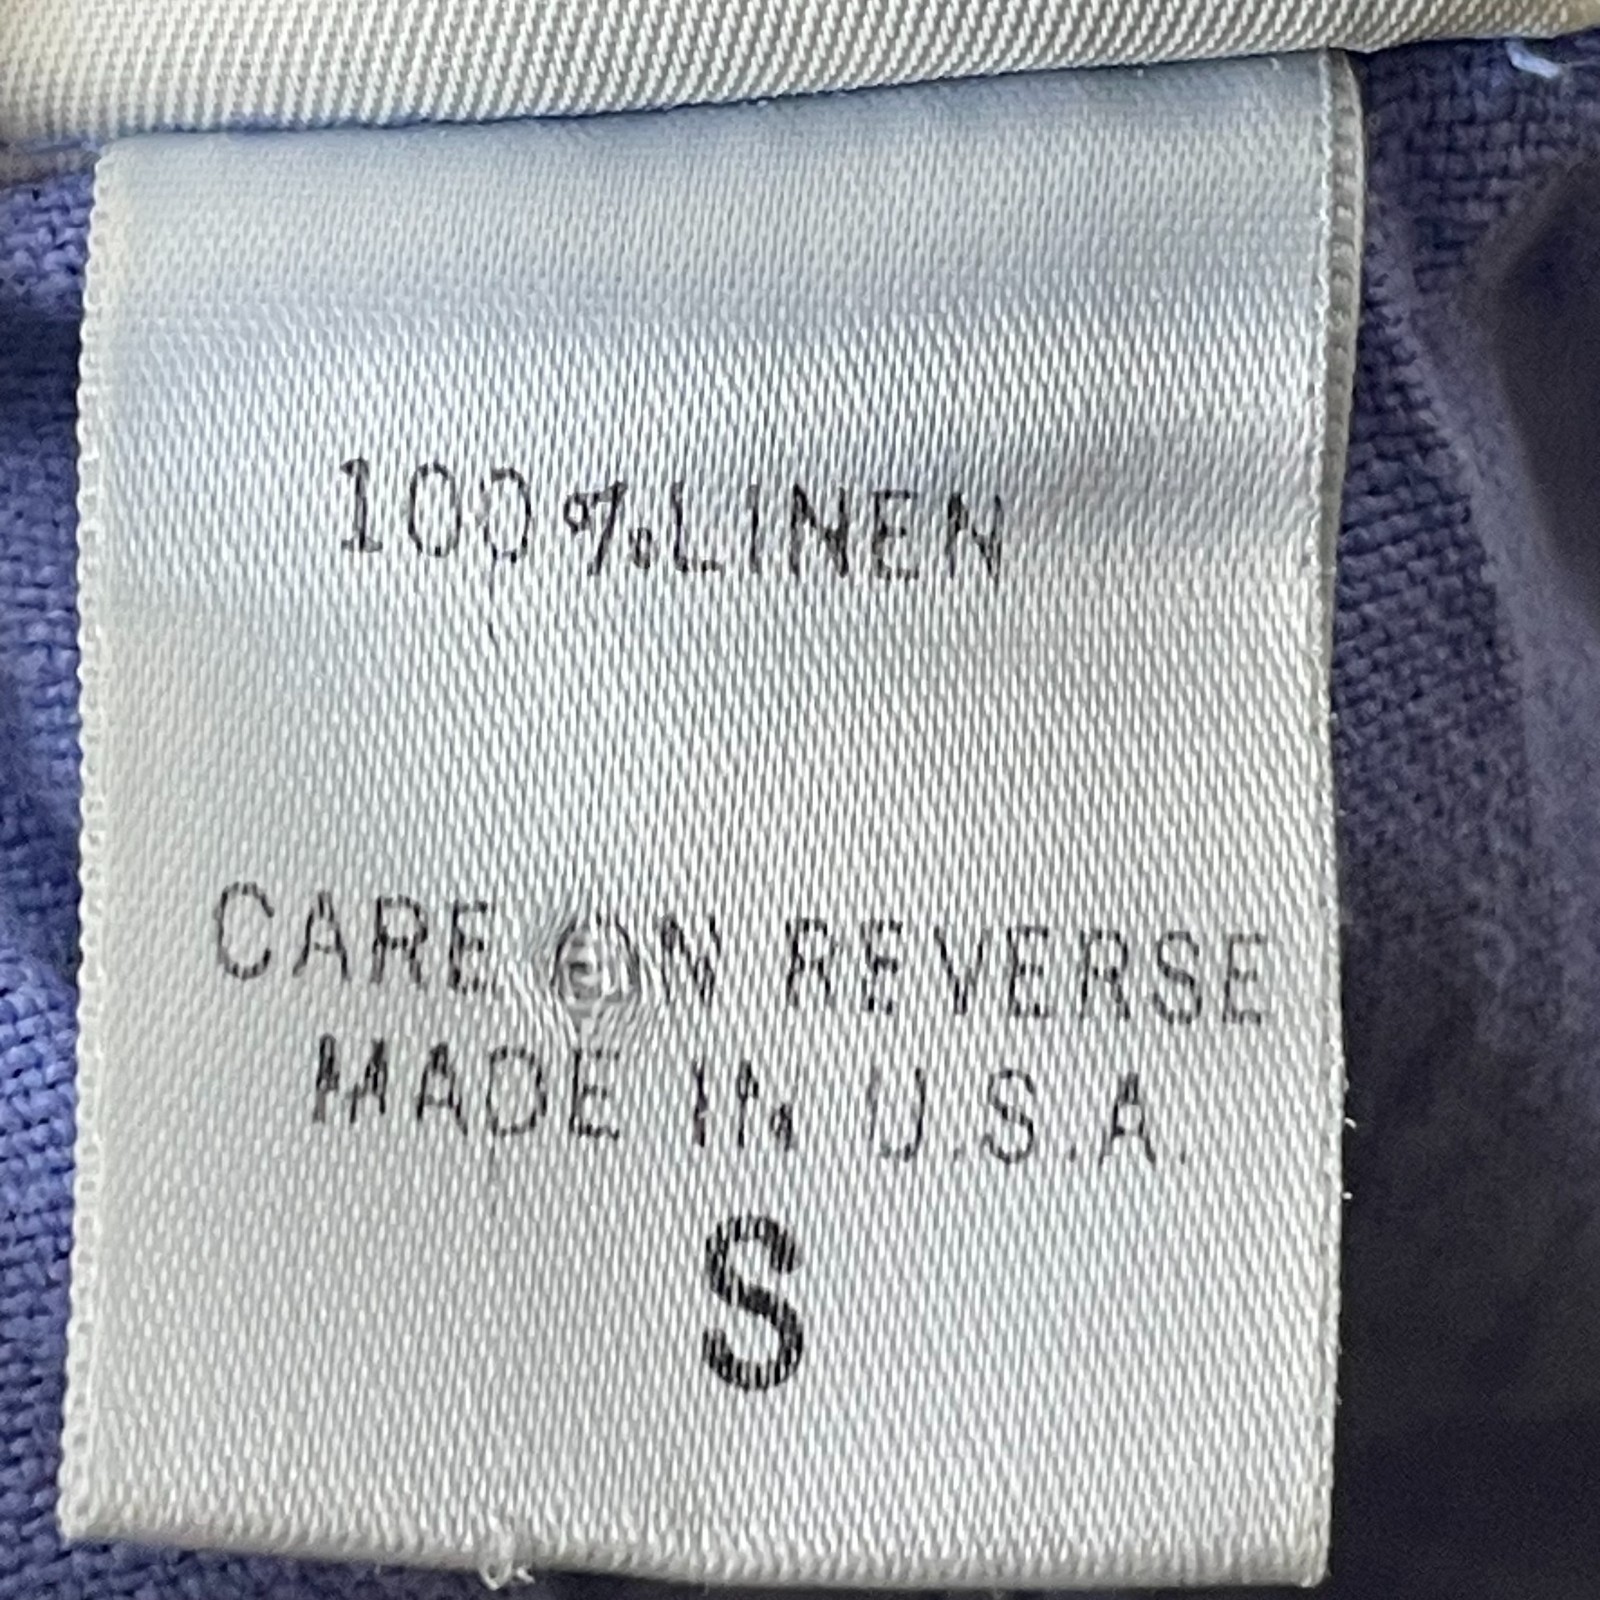 100% LINEN
CARE ON REVERSE
MADE IN U.S.A.
S